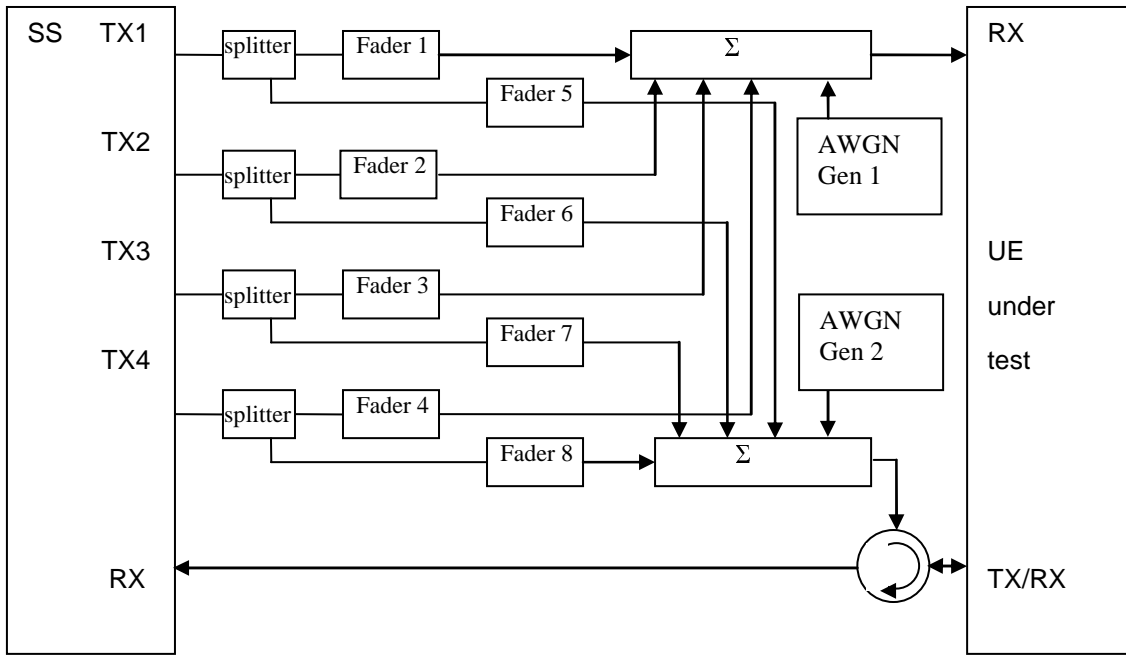 SS TX1
splitter
Fader 1
Σ
RX
Fader 5
TX2
splitter
Fader 2
AWGN
Gen 1
Fader 6
TX3
splitter
Fader 3
UE
under
test
AWGN
Gen 2
Fader 7
TX4
splitter
Fader 4
Fader 8
Σ
RX
TX/RX